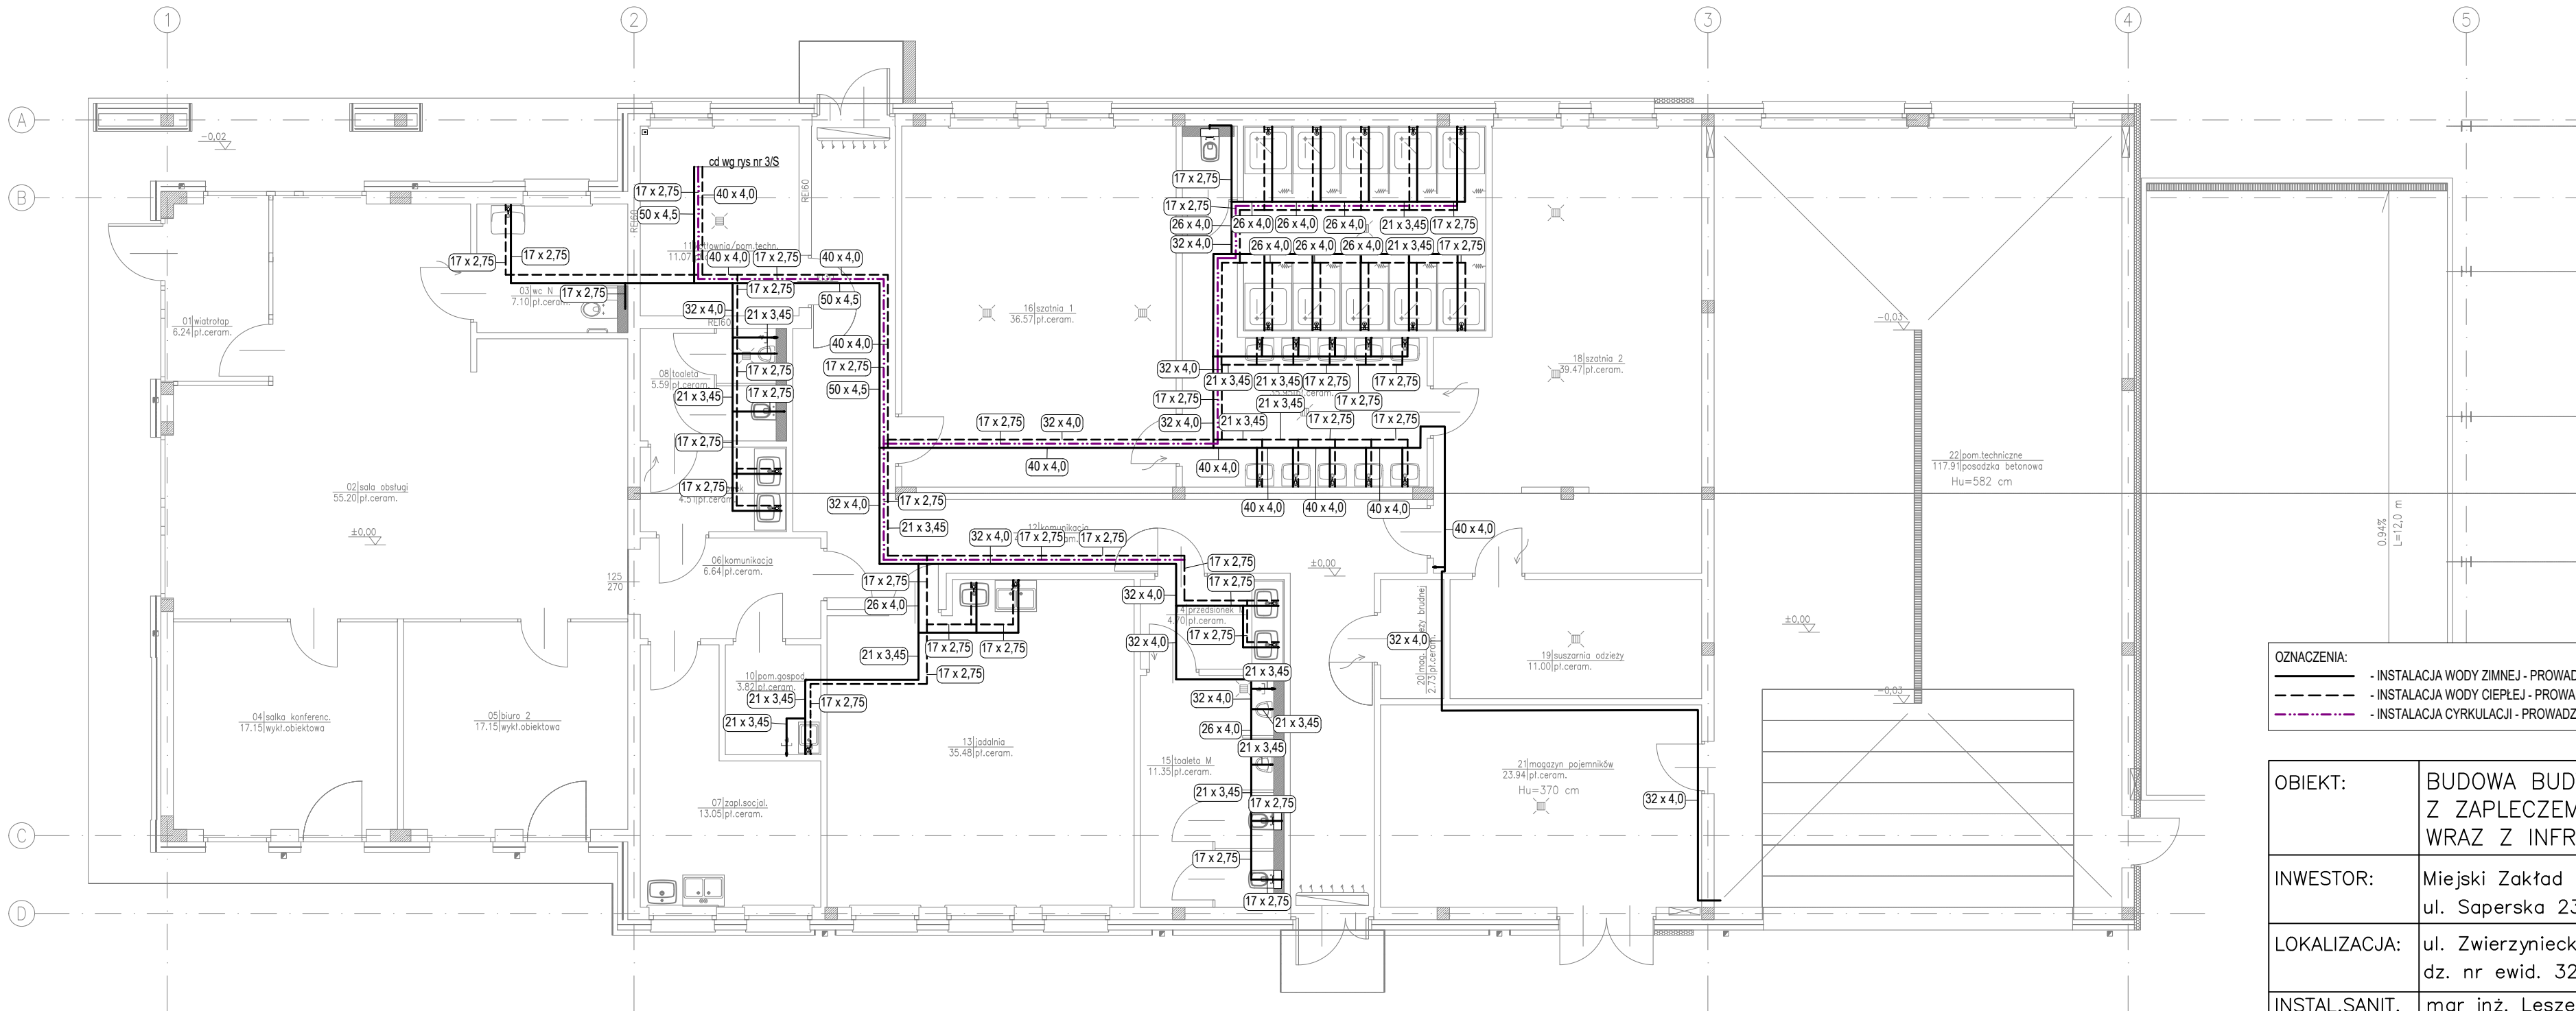 1
2
3
4
5
A
B
C
D
-0,02
cd wg rys nr 3/S
17 x 2,75
40 x 4,0
50 x 4,5
REI60
REI60
17 x 2,75
17 x 2,75
11.07
40 x 4,0
17 x 2,75
40 x 4,0
03|wc N
7.10|pł.ceram.
17 x 2,75
17 x 2,75
50 x 4,5
32 x 4,0
21 x 3,45
REI60
01|wiatrołap
6.24|pł.ceram.
40 x 4,0
17 x 2,75
50 x 4,5
08|toaleta
5.59|pł.ceram.
17 x 2,75
17 x 2,75
21 x 3,45
17 x 2,75
17 x 2,75
02|sala obsługi
55.20|pł.ceram.
±0,00
16|szatnia 1
36.57|pł.ceram.
17 x 2,75
17 x 2,75
26 x 4,0
32 x 4,0
26 x 4,0
26 x 4,0
26 x 4,0
21 x 3,45
17 x 2,75
26 x 4,0
26 x 4,0
26 x 4,0
21 x 3,45
17 x 2,75
32 x 4,0
21 x 3,45
21 x 3,45
17 x 2,75
17 x 2,75
17 x 2,75
17 x 2,75
21 x 3,45
32 x 4,0
21 x 3,45
17 x 2,75
17 x 2,75
18|szatnia 2
39.47|pł.ceram.
17 x 2,75
32 x 4,0
40 x 4,0
40 x 4,0
40 x 4,0
40 x 4,0
40 x 4,0
40 x 4,0
32 x 4,0
17 x 2,75
21 x 3,45
12|komunikacja
32 x 4,0
17 x 2,75
17 x 2,75
±0,00
06|komunikacja
6.64|pł.ceram.
125
270
17 x 2,75
26 x 4,0
17 x 2,75
17 x 2,75
21 x 3,45
17 x 2,75
17 x 2,75
17 x 2,75
32 x 4,0
4.70|pł.ceram.
17 x 2,75
32 x 4,0
21 x 3,45
32 x 4,0
26 x 4,0
21 x 3,45
21 x 3,45
21 x 3,45
17 x 2,75
17 x 2,75
17 x 2,75
10|pom.gospod.
3.82|pł.ceram.
21 x 3,45
17 x 2,75
21 x 3,45
04|salka konferenc.
17.15|wykł.obiektowa
05|biuro 2
17.15|wykł.obiektowa
07|zapl.socjal.
13.05|pł.ceram.
13|jadalnia
35.48|pł.ceram.
15|toaleta M
11.35|pł.ceram.
2.73|pł.ceram.
32 x 4,0
19|suszarnia odzieży
11.00|pł.ceram.
21|magazyn pojemników
23.94|pł.ceram.
Hu=370 cm
32 x 4,0
-0,03
22|pom.techniczne
117.91|posadzka betonowa
Hu=582 cm
±0,00
-0,03
0.94%
L=12,0 m
OZNACZENIA:
- INSTALACJA WODY ZIMNEJ - PROWAD
- INSTALACJA WODY CIEPŁEJ - PROWA
- INSTALACJA CYRKULACJI - PROWADZ
OBIEKT:
BUDOWA BUD
Z ZAPLECZEM
WRAZ Z INFR
INWESTOR:
Miejski Zakład
ul. Saperska 23
LOKALIZACJA:
ul. Zwierzynieck
dz. nr ewid. 32
INSTAL.SANIT.
mgr inż. Lesze